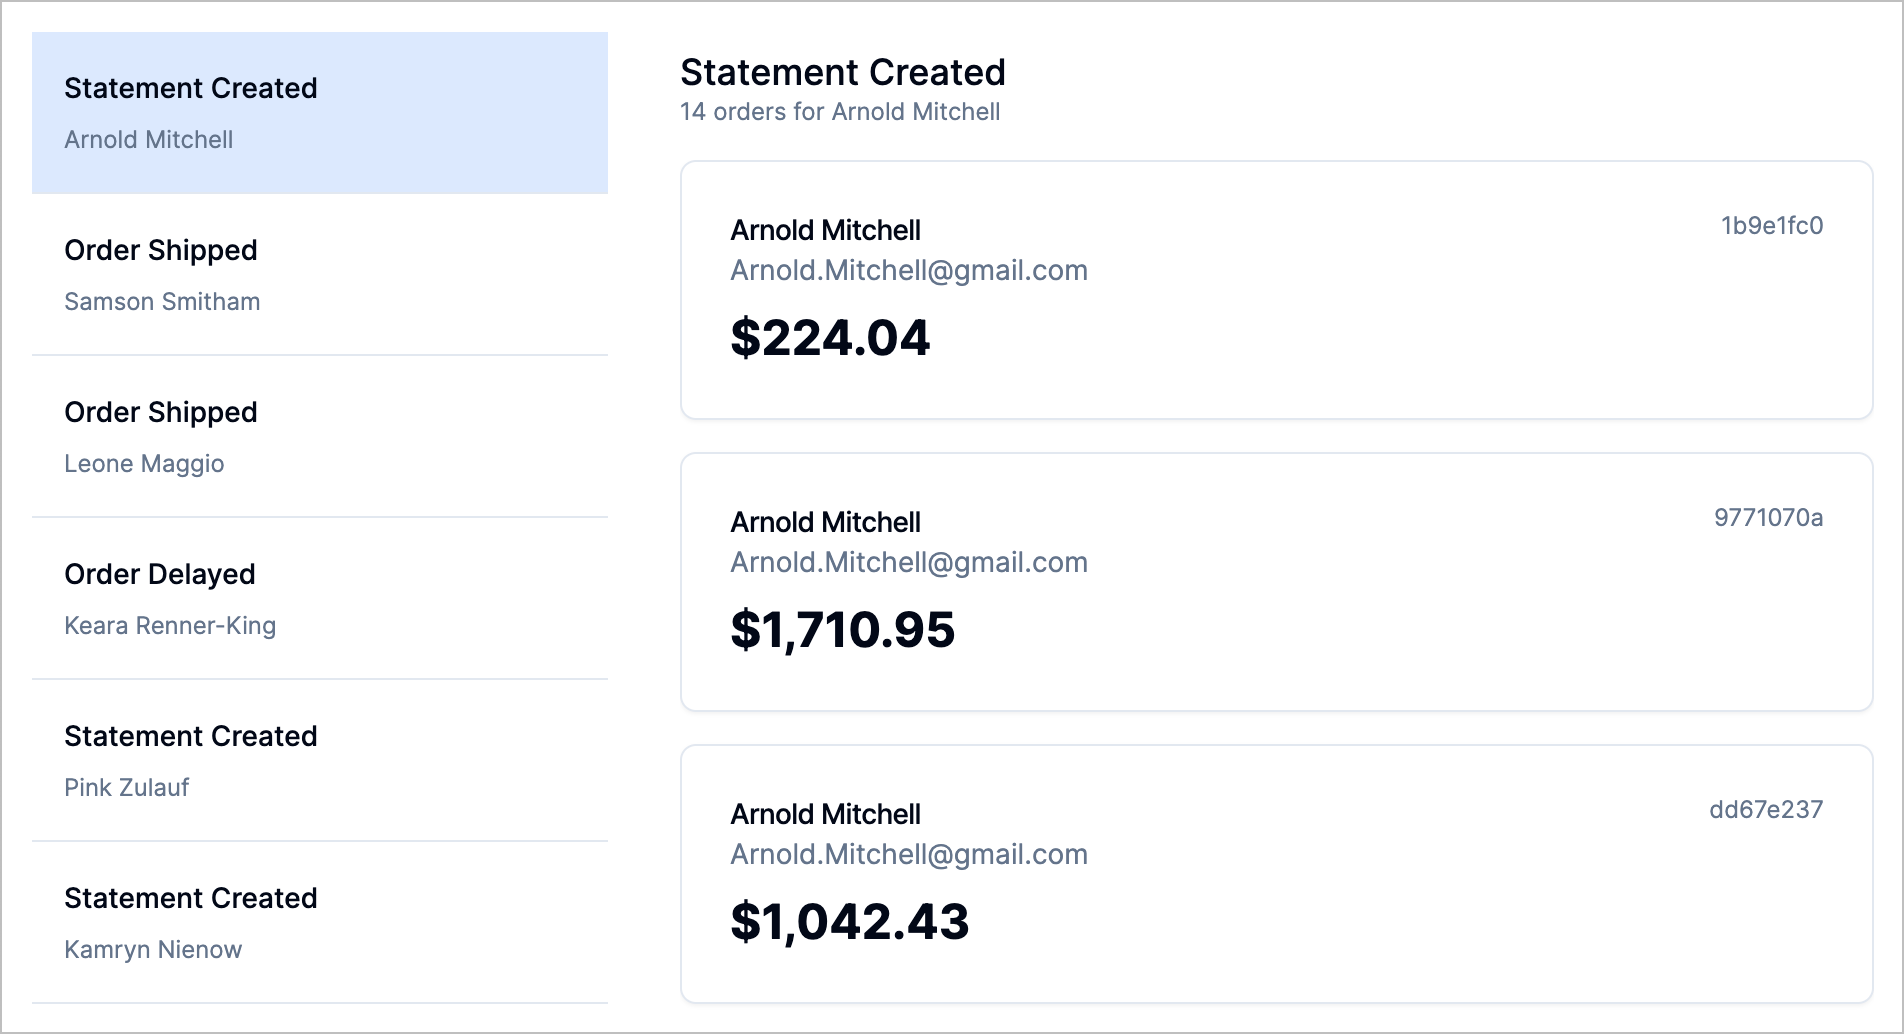 Statement Created
Arnold Mitchell
Order Shipped
Samson Smitham
Order Shipped
Leone Maggio
Order Delayed
Keara Renner-King
Statement Created
Pink Zulauf
Statement Created
Kamryn Nienow
Statement Created
14 orders for Arnold Mitchell
Arnold Mitchell
1b9e1fc0
Arnold.Mitchell@gmail.com
$224.04
Arnold Mitchell
9771070a
Arnold.Mitchell@gmail.com
$1,710.95
Arnold Mitchell
dd67e237
Arnold.Mitchell@gmail.com
$1,042.43